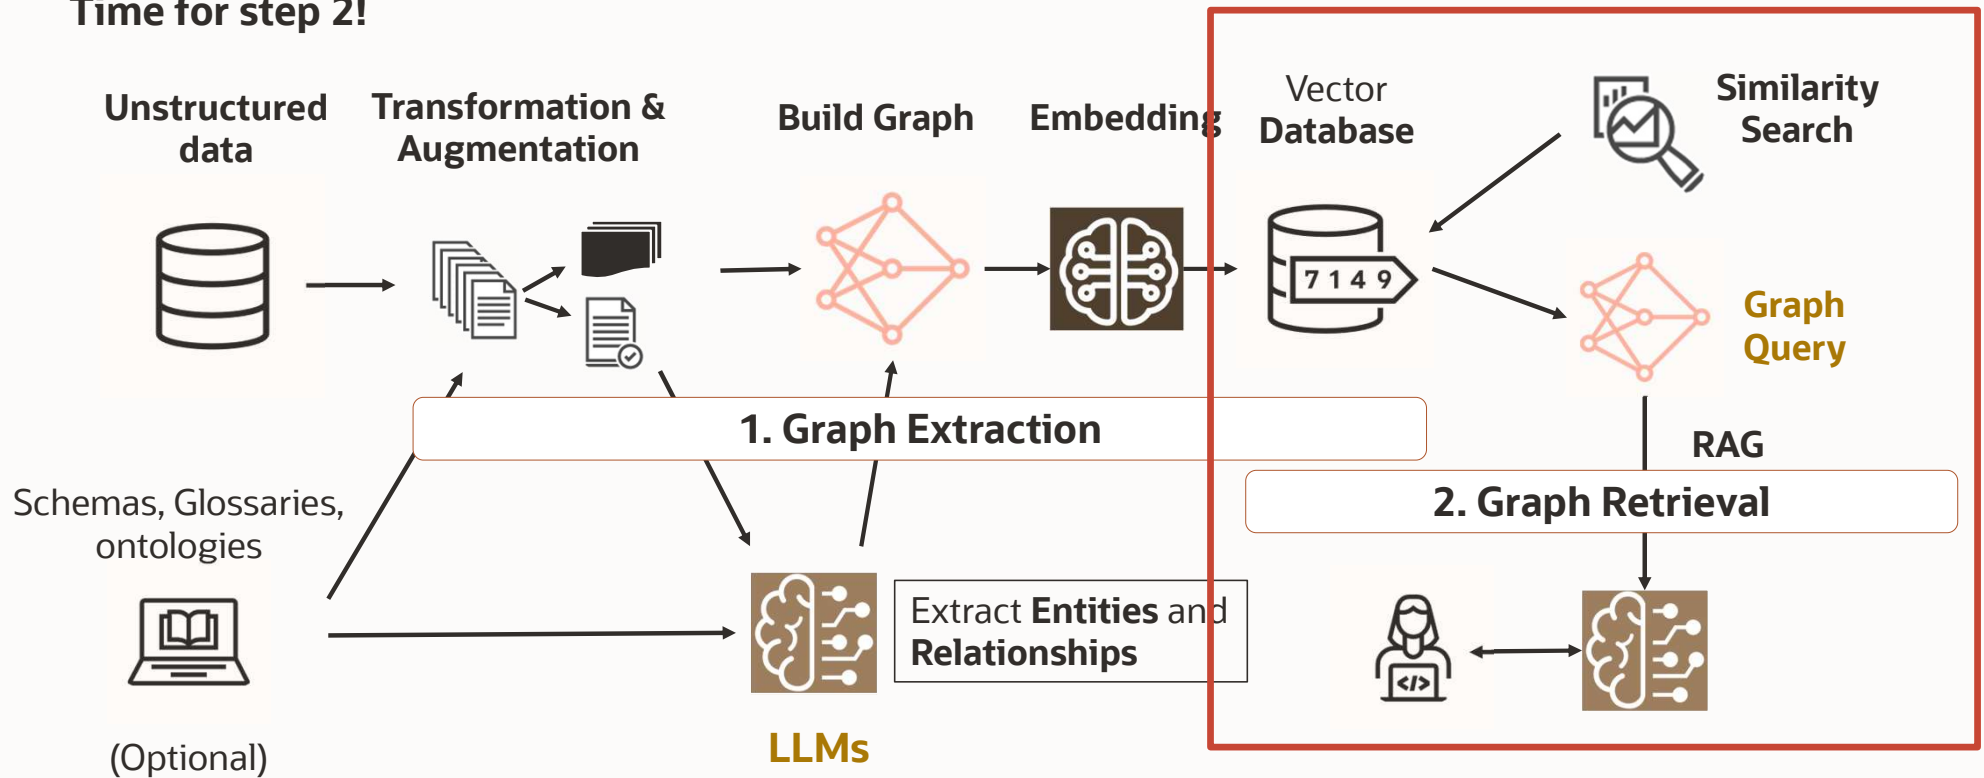 Time for step 2!
Unstructured
data
Transformation &
Augmentation
Build Graph
Embedding
Vector
Database
Similarity
Search
7 1 4 9
Graph
Query
1. Graph Extraction
RAG
2. Graph Retrieval
Schemas, Glossaries,
ontologies
(Optional)
Extract Entities and
Relationships
LLMs
</>